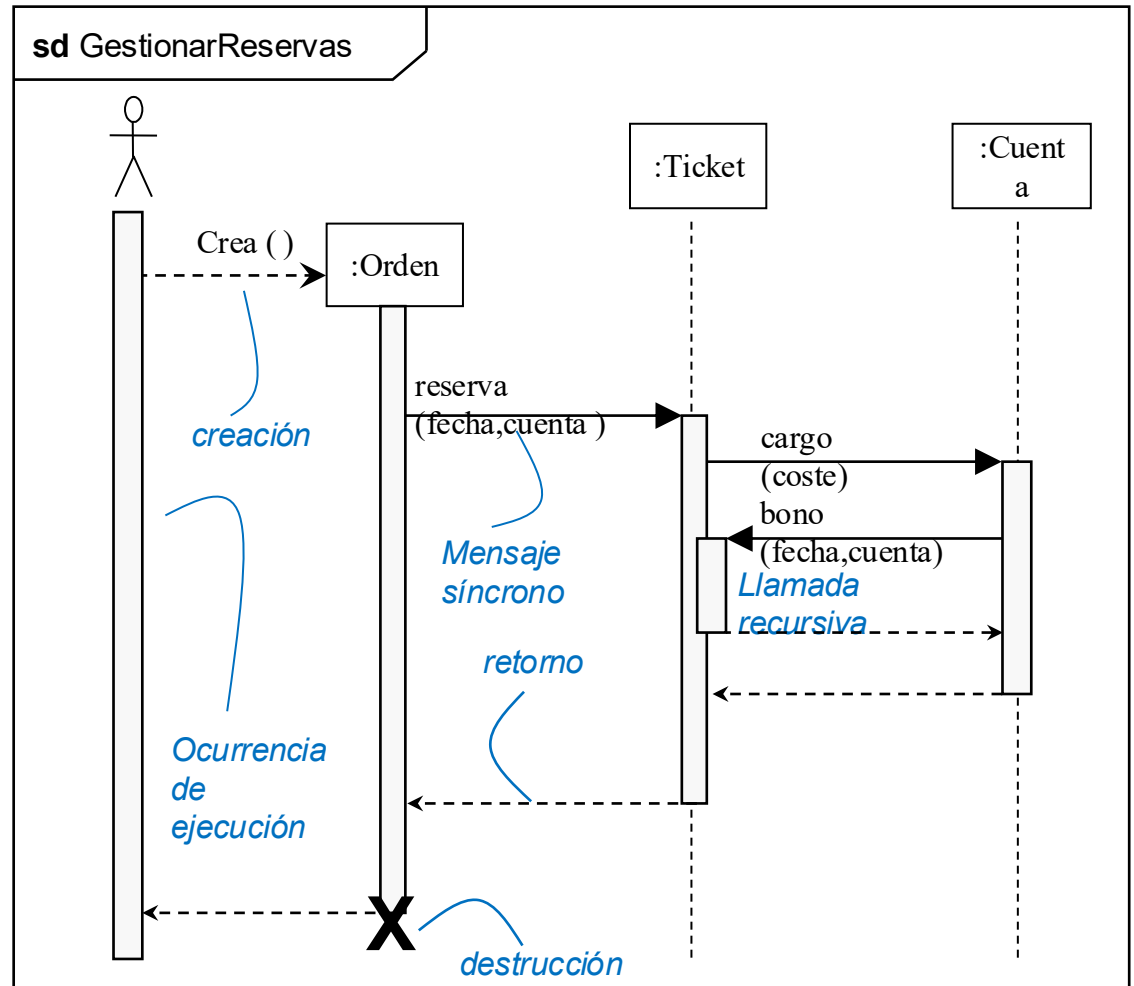 sd GestionarReservas
:Ticket
:Cuent
a
Crea ( )
:Orden
reserva
(fecha,cuenta )
creación
cargo
(coste)
bono
(fecha,cuenta)
Mensaje
síncrono
Llamada
recursiva
retorno
Ocurrencia
de
ejecución
X
destrucción